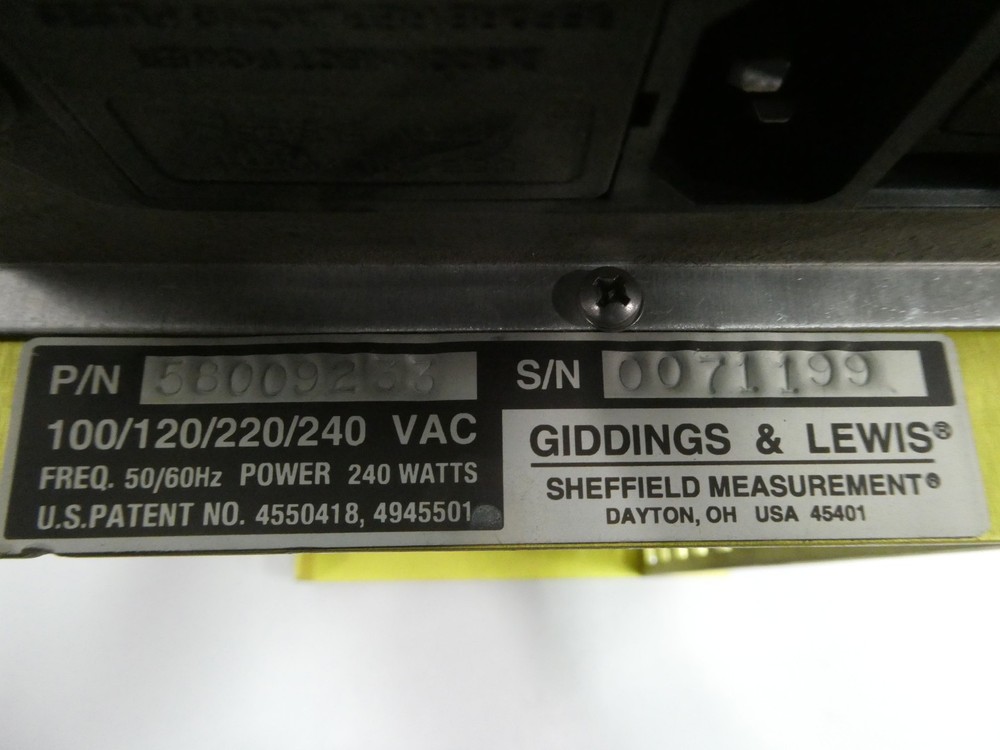 P/N 58009233
S/N 0071199
100/120/220/240 VAC
FREQ. 50/60Hz POWER 240 WATTS
U.S.PATENT NO. 4550418, 4945501
GIDDINGS & LEWIS®
SHEFFIELD MEASUREMENT®
DAYTON, OH USA 45401